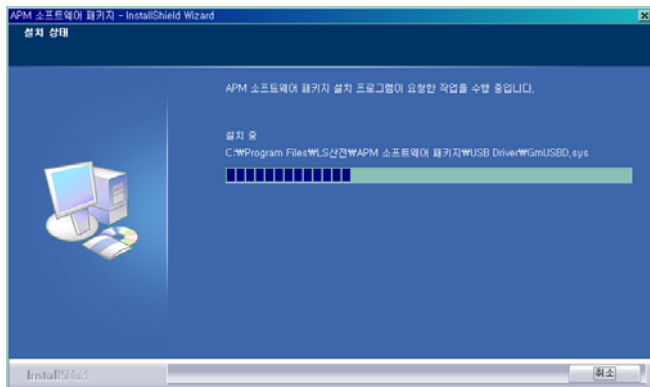 APM 소프트웨어 패키지 - InstallShield Wizard
설치 상태
APM 소프트웨어 패키지 설치 프로그램이 요청한 작업을 수행 중입니다.
설치 중
C:₩Program Files₩LS산전₩APM 소프트웨어 패키지₩USB Driver₩GmUSBD.sys
InstallShield
취소